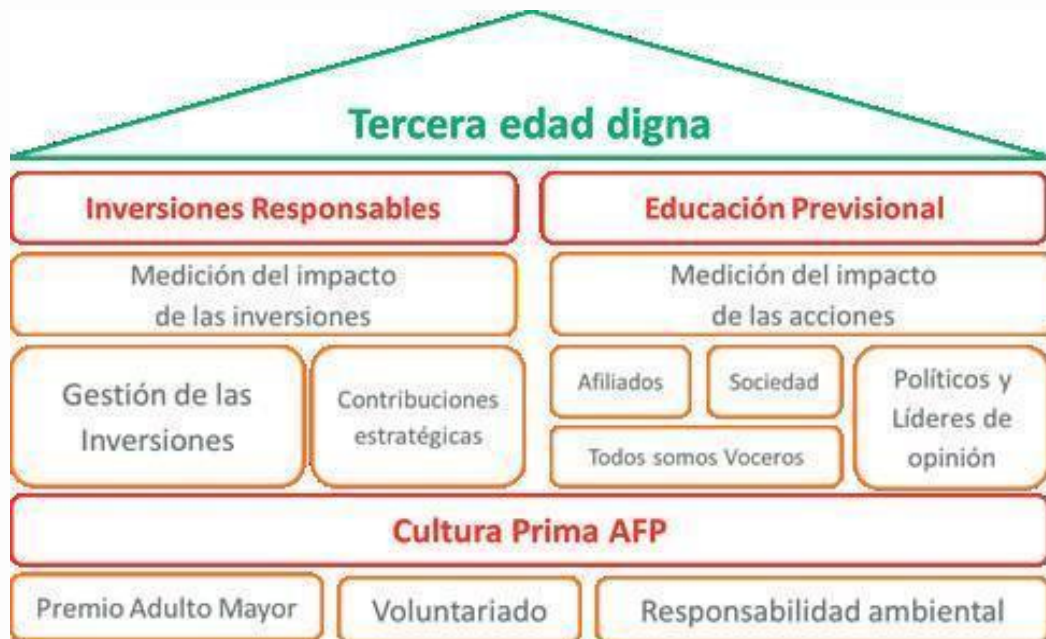 Tercera edad digna
Inversiones Responsables
Educación Previsional
Medición del impacto
de las inversiones
Medición del impacto
de las acciones
Gestión de las
Inversiones
Contribuciones
estratégicas
Afiliados
Sociedad
Todos somos Voceros
Políticos y
Líderes de
opinión
Cultura Prima AFP
Premio Adulto Mayor
Voluntariado
Responsabilidad ambiental